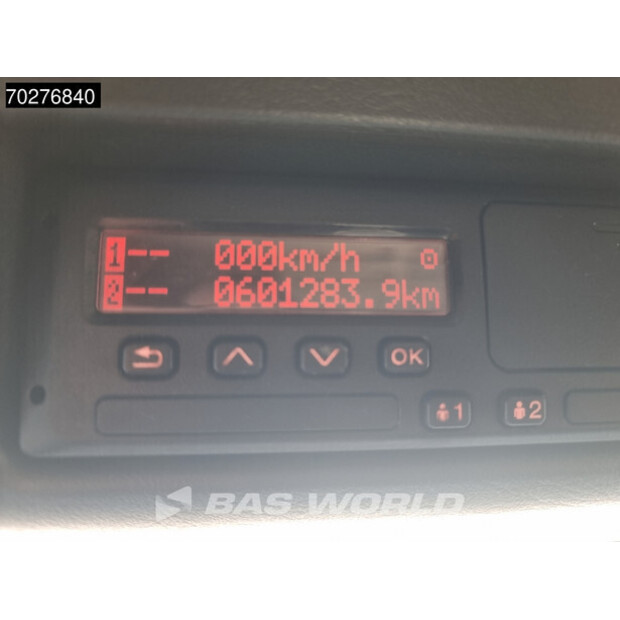 70276840
1-- 000km/h
2-- 0601283.9km
OK
1
2
BAS WORLD